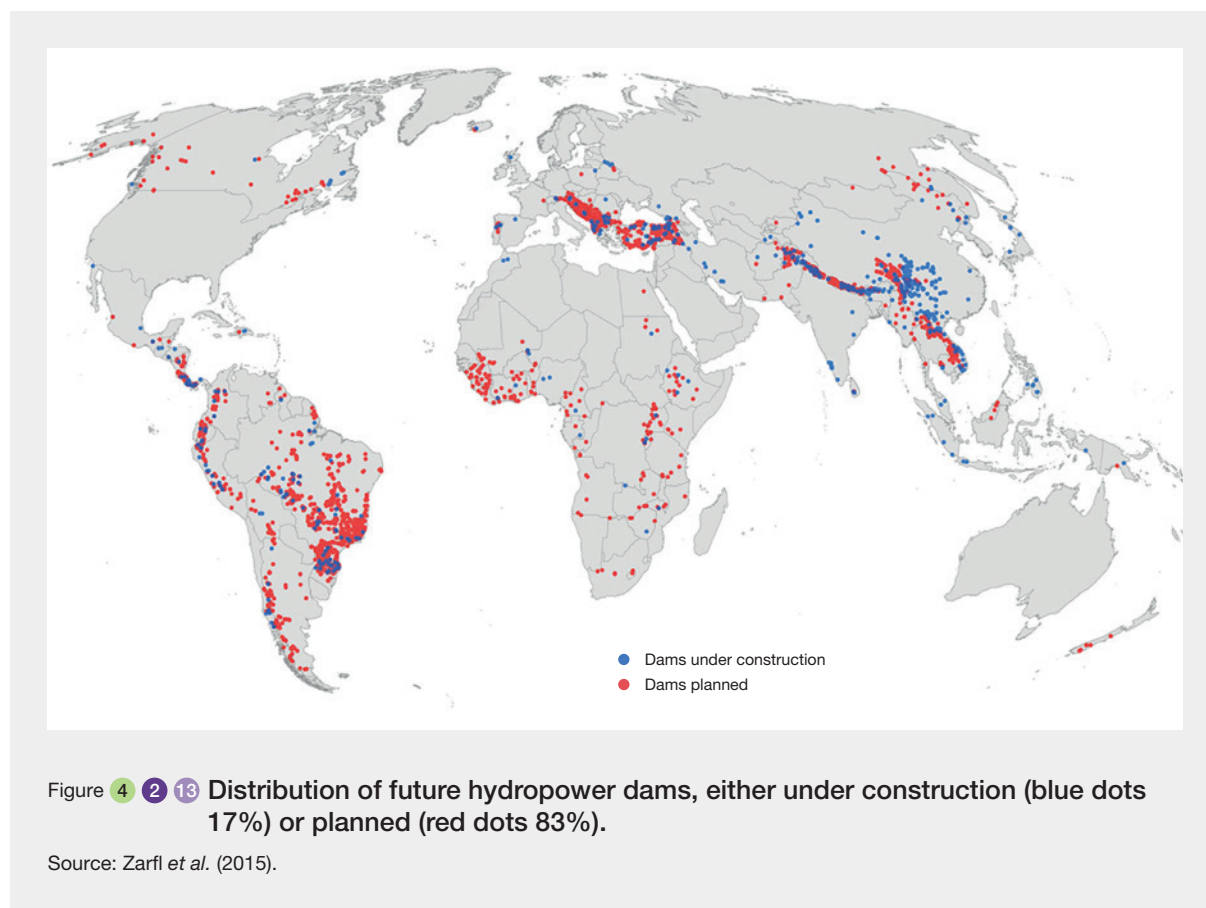 Dams under construction
Dams planned
Figure 4 2 13 Distribution of future hydropower dams, either under construction (blue dots
17%) or planned (red dots 83%).
Source: Zarfl et al. (2015).